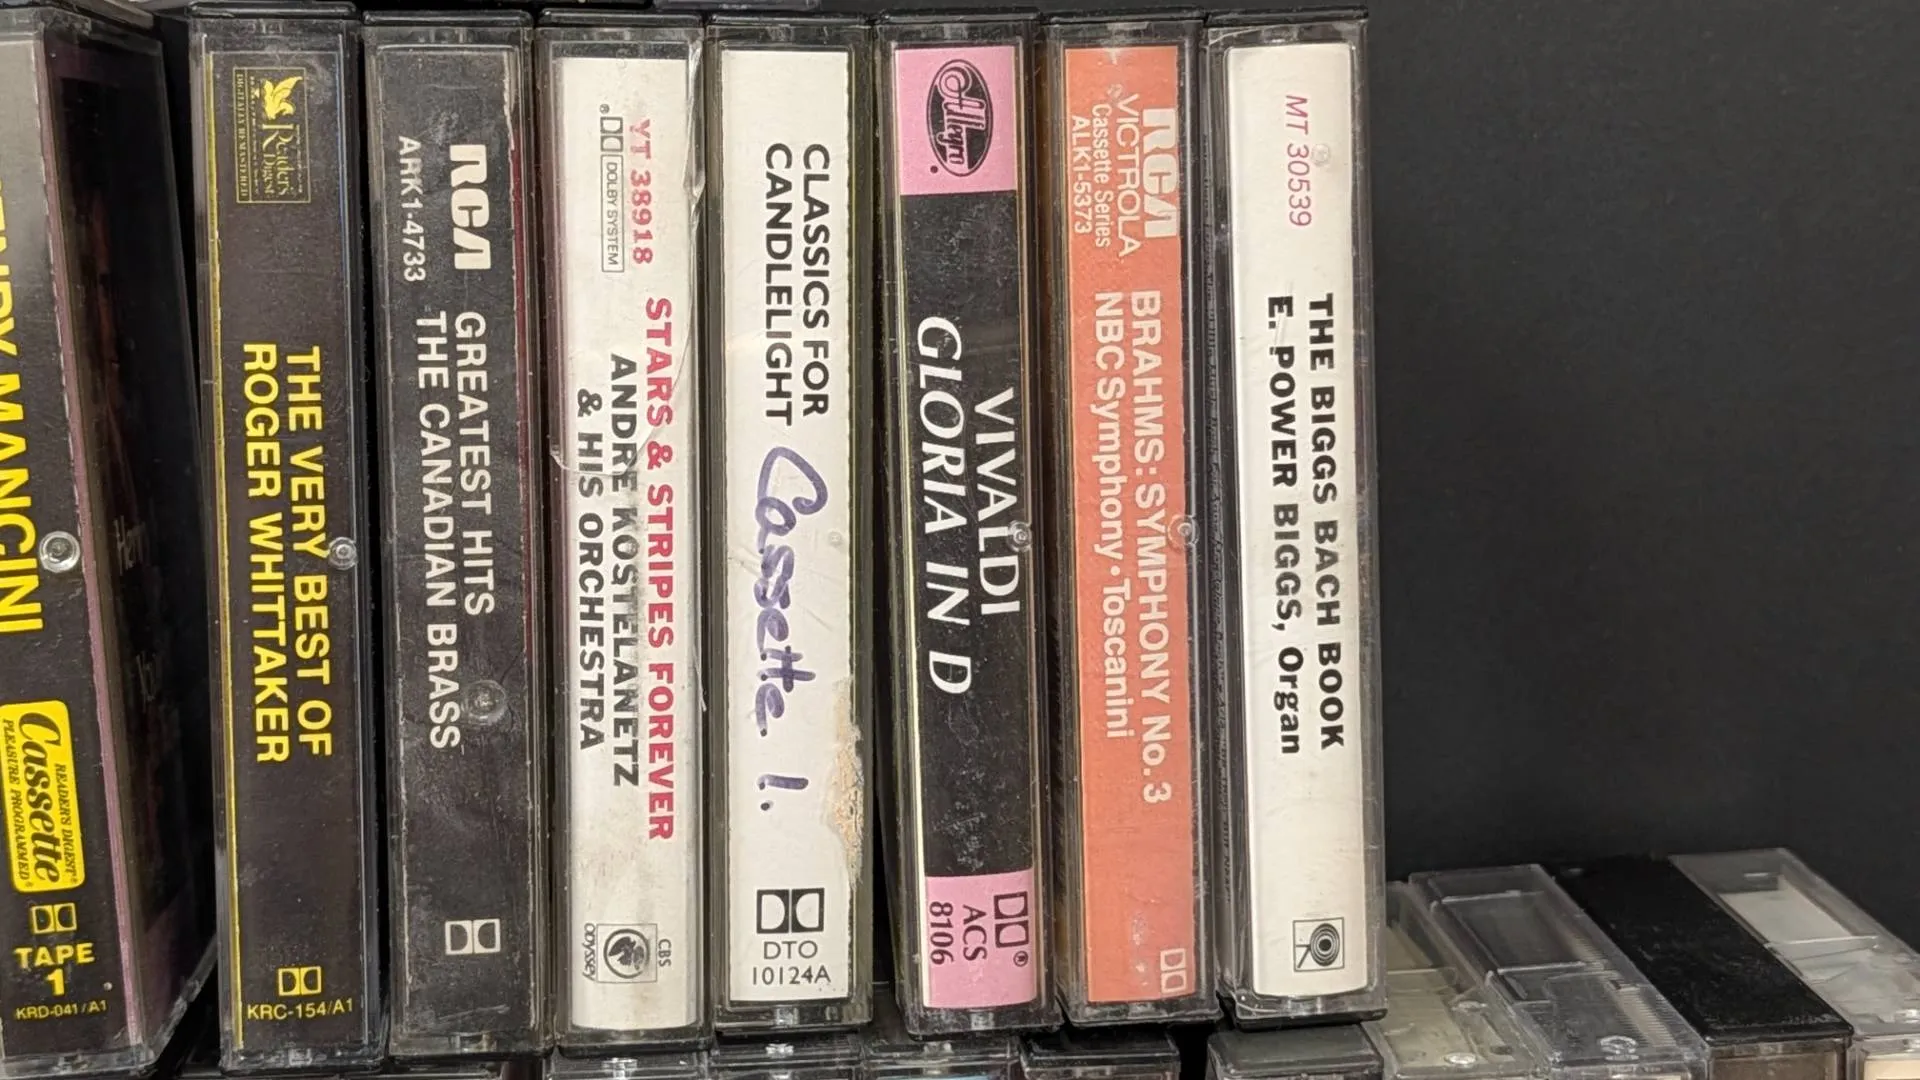 HENRY MANCINI
READER'S DIGEST®
Cassette
PLEASURE PROGRAMMED®
TAPE
1
KRD-041/A1
Reader's
Digest
DIGITALLY REMASTERED
THE VERY BEST OF
ROGER WHITTAKER
KRC-154/A1
RCA
ARK1-4733
GREATEST HITS
THE CANADIAN BRASS
YT 38918
DOLBY SYSTEM
®
STARS & STRIPES FOREVER
ANDRE KOSTELANETZ
& HIS ORCHESTRA
CBS
ODYSSEY
CLASSICS FOR
CANDLELIGHT
Cassette 1.
DTO
10124A
Allegro
VIVALDI
GLORIA IN D
®
ACS
8106
RCA
VICTROLA
Cassette Series
ALK1-5373
BRAHMS: SYMPHONY No. 3
NBC Symphony • Toscanini
MT 30539
THE BIGGS BACH BOOK
E. POWER BIGGS, Organ